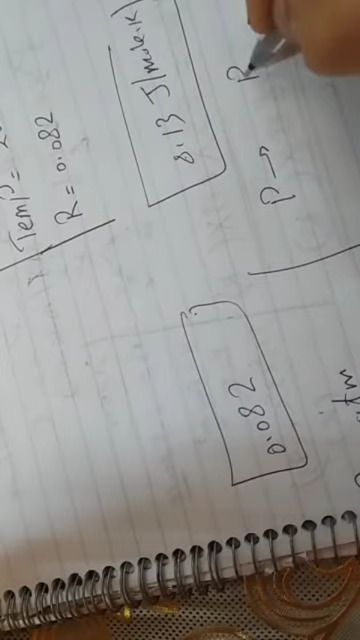 Temp =
R = 0.082
8.13 J/mole.K
P →
0.082